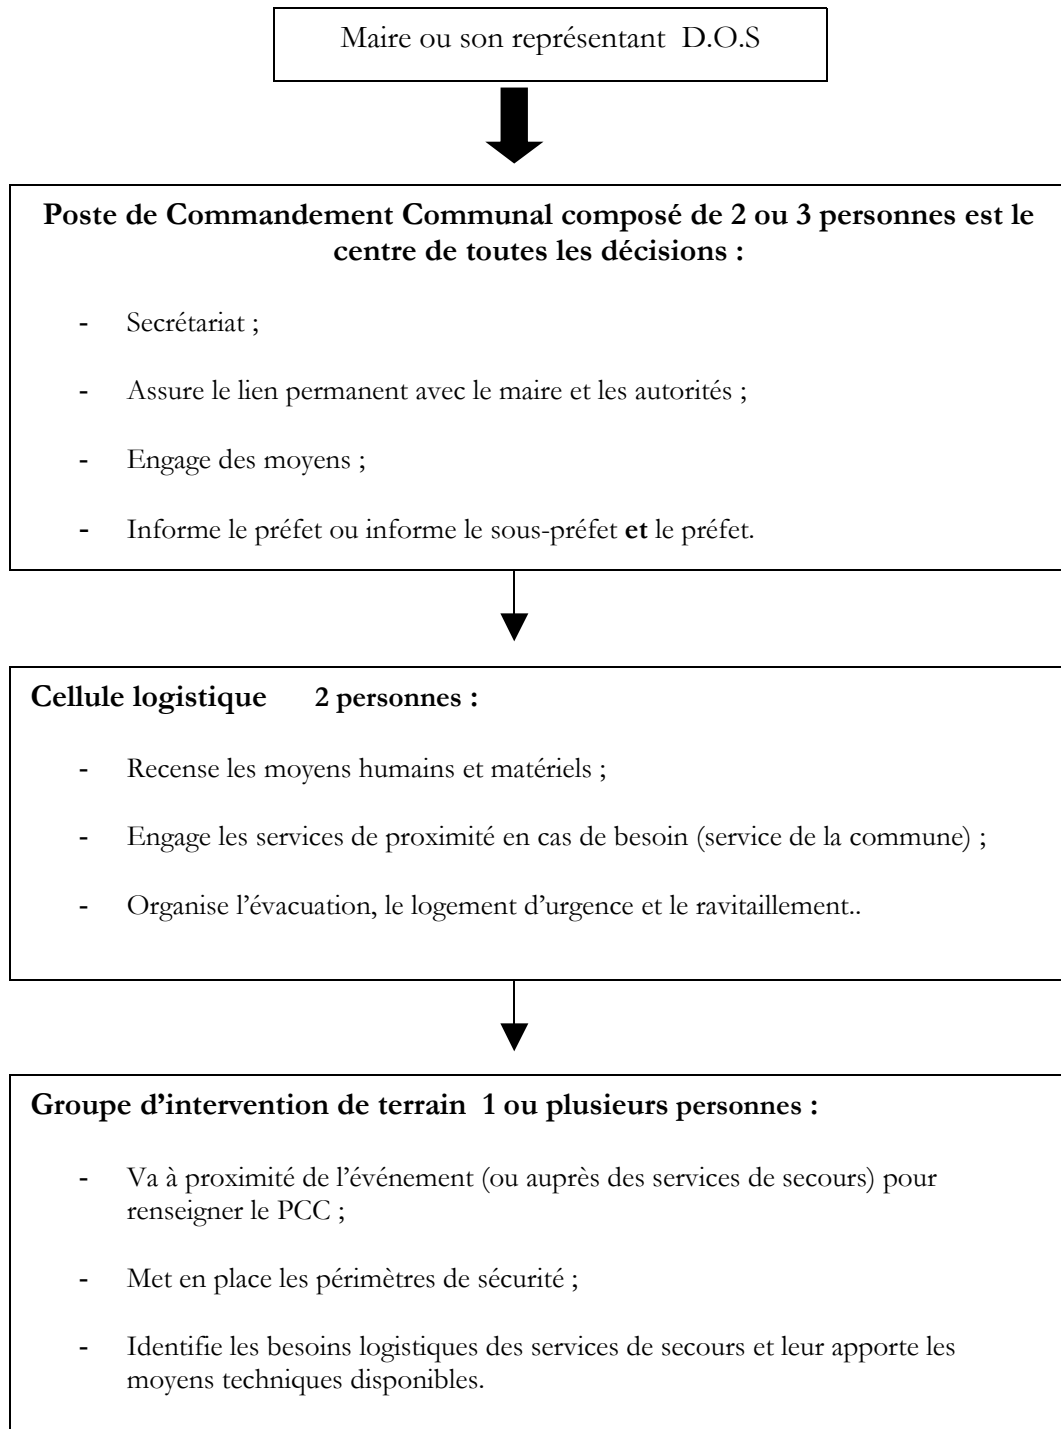 Maire ou son représentant D.O.S
Poste de Commandement Communal composé de 2 ou 3 personnes est le
centre de toutes les décisions :
- Secrétariat ;
- Assure le lien permanent avec le maire et les autorités ;
- Engage des moyens ;
- Informe le préfet ou informe le sous-préfet et le préfet.
Cellule logistique 2 personnes :
- Recense les moyens humains et matériels ;
- Engage les services de proximité en cas de besoin (service de la commune) ;
- Organise l'évacuation, le logement d'urgence et le ravitaillement..
Groupe d'intervention de terrain 1 ou plusieurs personnes :
- Va à proximité de l'événement (ou auprès des services de secours) pour
renseigner le PCC ;
- Met en place les périmètres de sécurité ;
- Identifie les besoins logistiques des services de secours et leur apporte les
moyens techniques disponibles.